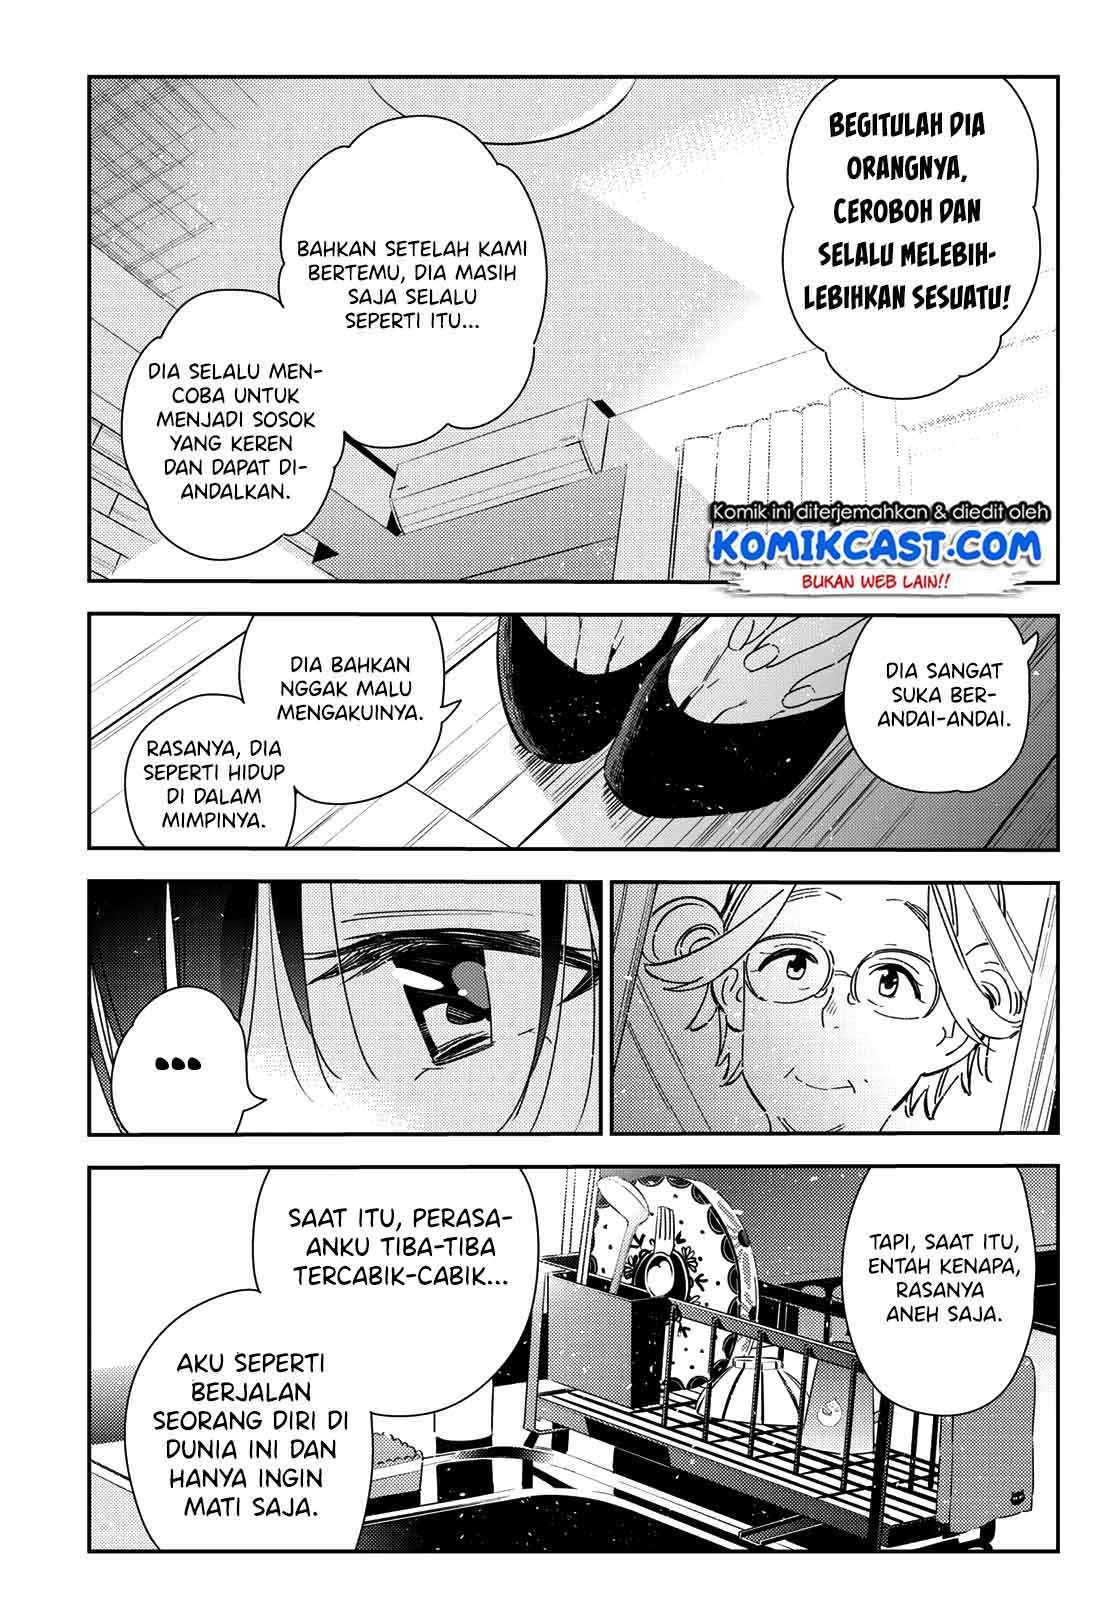 BEGITULAH DIA
ORANGNYA,
CEROBOH DAN
SELALU MELEBIH-
LEBIHKAN SESUATU!
BAHKAN SETELAH KAMI
BERTEMU, DIA MASIH
SAJA SELALU
SEPERTI ITU...
DIA SELALU MEN-
COBA UNTUK
MENJADI SOSOK
YANG KEREN
DAN DAPAT DI-
ANDALKAN.
Komik ini diterjemahkan & diedit oleh
KOMIKCAST.COM
BUKAN WEB LAIN!!
DIA SANGAT
SUKA BER-
ANDAI-ANDAI.
DIA BAHKAN
NGGAK MALU
MENGAKUINYA.
RASANYA, DIA
SEPERTI HIDUP
DI DALAM
MIMPINYA.
...
TAPI, SAAT ITU,
ENTAH KENAPA,
RASANYA
ANEH SAJA.
SAAT ITU, PERASA-
ANKU TIBA-TIBA
TERCABIK-CABIK...
AKU SEPERTI
BERJALAN
SEORANG DIRI DI
DUNIA INI DAN
HANYA INGIN
MATI SAJA.